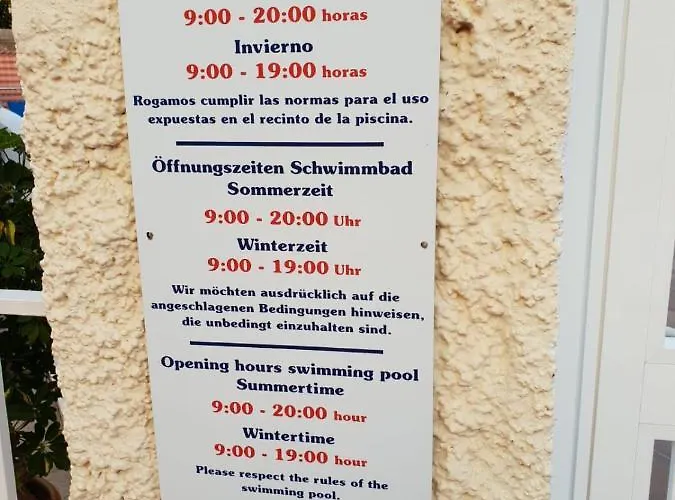 9:00 - 20:00 horas
Invierno
9:00 - 19:00 horas
Rogamos cumplir las normas para el uso
expuestas en el recinto de la piscina.
Öffnungszeiten Schwimmbad
Sommerzeit
9:00 - 20:00 Uhr
Winterzeit
9:00 - 19:00 Uhr
Wir möchten ausdrücklich auf die
angeschlagenen Bedingungen hinweisen,
die unbedingt einzuhalten sind.
Opening hours swimming pool
Summertime
9:00 - 20:00 hour
Wintertime
9:00 - 19:00 hour
Please respect the rules of the
swimming pool.